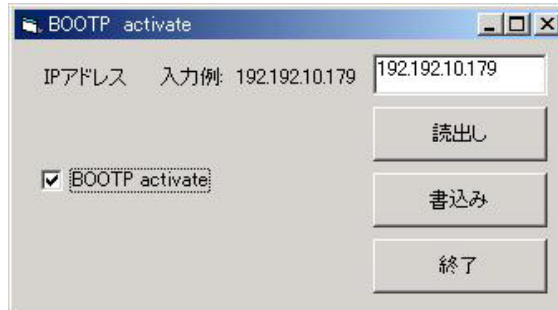 BOOTP activate
IPアドレス 入力例: 192.192.10.179 192.192.10.179
読出し
BOOTP activate
書込み
終了